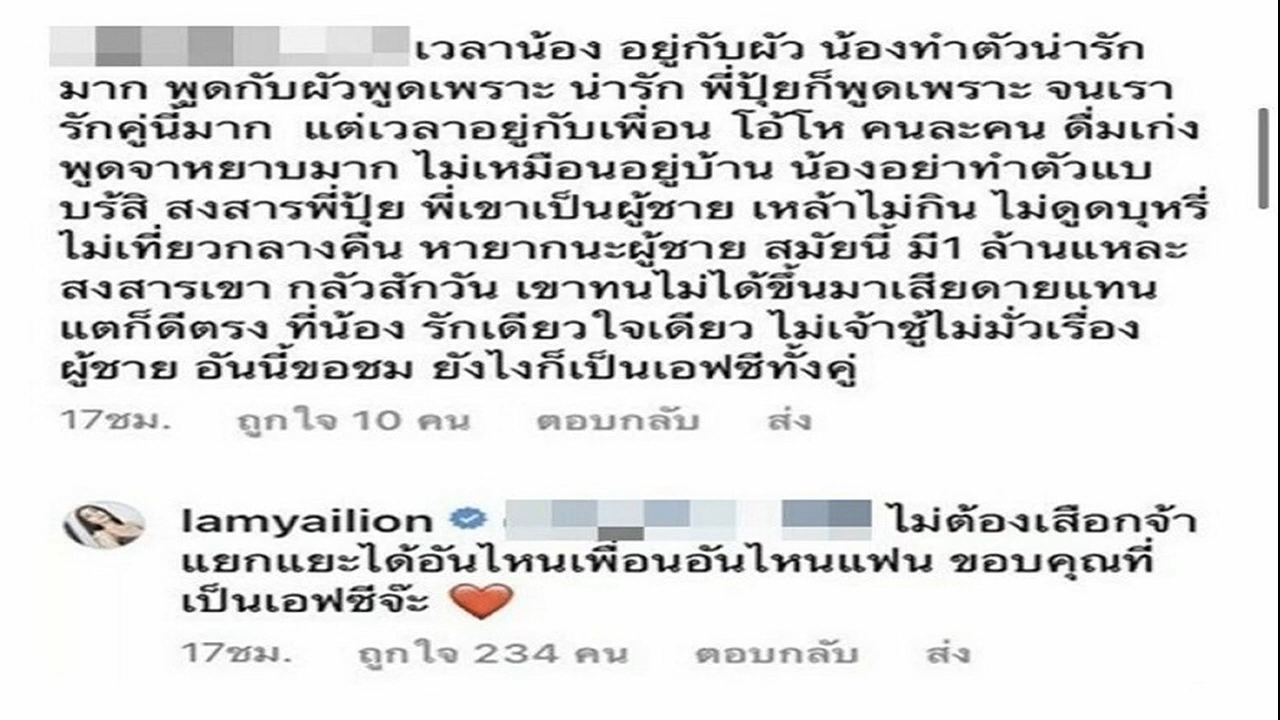 เวลาน้อง อยู่กับผัว น้องทำตัวน่ารัก
มาก พูดกับผัวพูดเพราะ น่ารัก พี่ปุ้ยก็พูดเพราะ จนเรา
รักคู่นี้มาก แต่เวลาอยู่กับเพื่อน โอ้โห คนละคน ดื่มเก่ง
พูดจาหยาบมาก ไม่เหมือนอยู่บ้าน น้องอย่าทำตัวแบ
บร้สิ สงสารพี่ปุ้ย พี่เขาเป็นผู้ชาย เหล้าไม่กิน ไม่ดูดบุหรี่
ไม่เที่ยวกลางคืน หายากนะผู้ชาย สมัยนี้ มี1 ล้านแหละ
สงสารเขา กลัวสักวัน เขาทนไม่ได้ขึ้นมาเสียดายแทน
แตก็ดีตรง ที่น้อง รักเดียวใจเดียว ไม่เจ้าชู้ไม่มั่วเรื่อง
ผู้ชาย อันนี้ขอชม ยังไงก็เป็นเอฟซีทั้งคู่
17ชม. ถูกใจ 10 คน ตอบกลับ ส่ง
lamyailion ไม่ต้องเสือกจ้า
แยกแยะได้อันไหนเพื่อนอันไหนแฟน ขอบคุณที่
เป็นเอฟซีจ๊ะ ❤️
17ชม. ถูกใจ 234 คน ตอบกลับ ส่ง